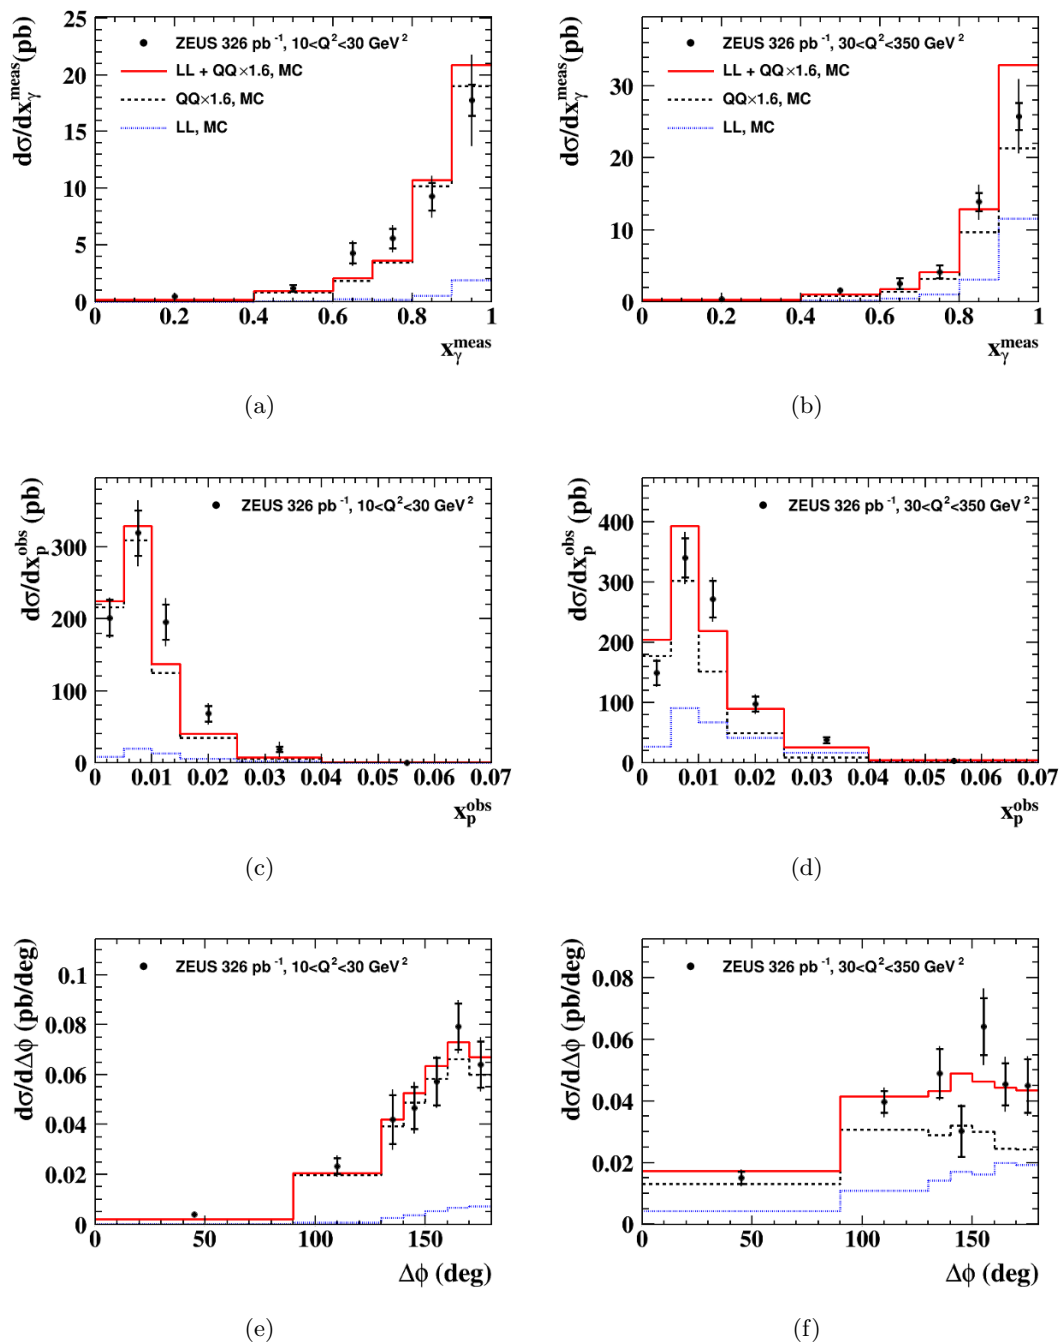 dσ/dx_γ^meas (pb)
25
20
15
10
5
0
ZEUS 326 pb⁻¹, 10<Q²<30 GeV²
LL + QQ×1.6, MC
QQ×1.6, MC
LL, MC
0 0.2 0.4 0.6 0.8 1
x_γ^meas
(a)
dσ/dx_γ^meas (pb)
30
20
10
0
ZEUS 326 pb⁻¹, 30<Q²<350 GeV²
LL + QQ×1.6, MC
QQ×1.6, MC
LL, MC
0 0.2 0.4 0.6 0.8 1
x_γ^meas
(b)
dσ/dx_p^obs (pb)
300
200
100
0
ZEUS 326 pb⁻¹, 10<Q²<30 GeV²
0 0.01 0.02 0.03 0.04 0.05 0.06 0.07
x_p^obs
(c)
dσ/dx_p^obs (pb)
400
300
200
100
0
ZEUS 326 pb⁻¹, 30<Q²<350 GeV²
0 0.01 0.02 0.03 0.04 0.05 0.06 0.07
x_p^obs
(d)
dσ/dΔφ (pb/deg)
0.1
0.08
0.06
0.04
0.02
0
ZEUS 326 pb⁻¹, 10<Q²<30 GeV²
0 50 100 150
Δφ (deg)
(e)
dσ/dΔφ (pb/deg)
0.08
0.06
0.04
0.02
0
ZEUS 326 pb⁻¹, 30<Q²<350 GeV²
0 50 100 150
Δφ (deg)
(f)